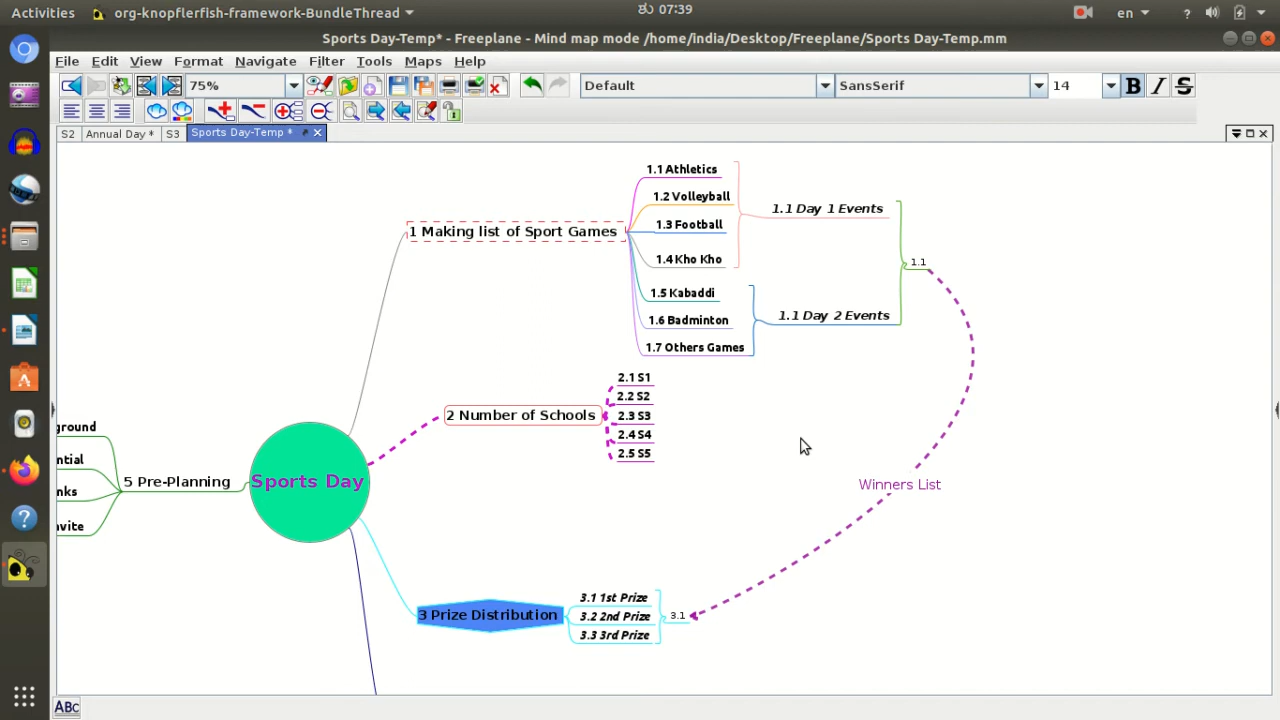 Activities
org-knopflerfish-framework-BundleThread
07:39
en
Sports Day-Temp* - Freeplane - Mind map mode /home/india/Desktop/Freeplane/Sports Day-Temp.mm
File Edit View Format Navigate Filter Tools Maps Help
75%
Default
SansSerif
14
B I S
S2
Annual Day *
S3
Sports Day-Temp *
1 Making list of Sport Games
1.1 Athletics
1.2 Volleyball
1.3 Football
1.4 Kho Kho
1.5 Kabaddi
1.6 Badminton
1.7 Others Games
1.1 Day 1 Events
1.1 Day 2 Events
1.1
2 Number of Schools
2.1 S1
2.2 S2
2.3 S3
2.4 S4
2.5 S5
Winners List
Sports Day
5 Pre-Planning
ground
ntial
nks
nvite
3 Prize Distribution
3.1 1st Prize
3.2 2nd Prize
3.3 3rd Prize
3.1
ABC